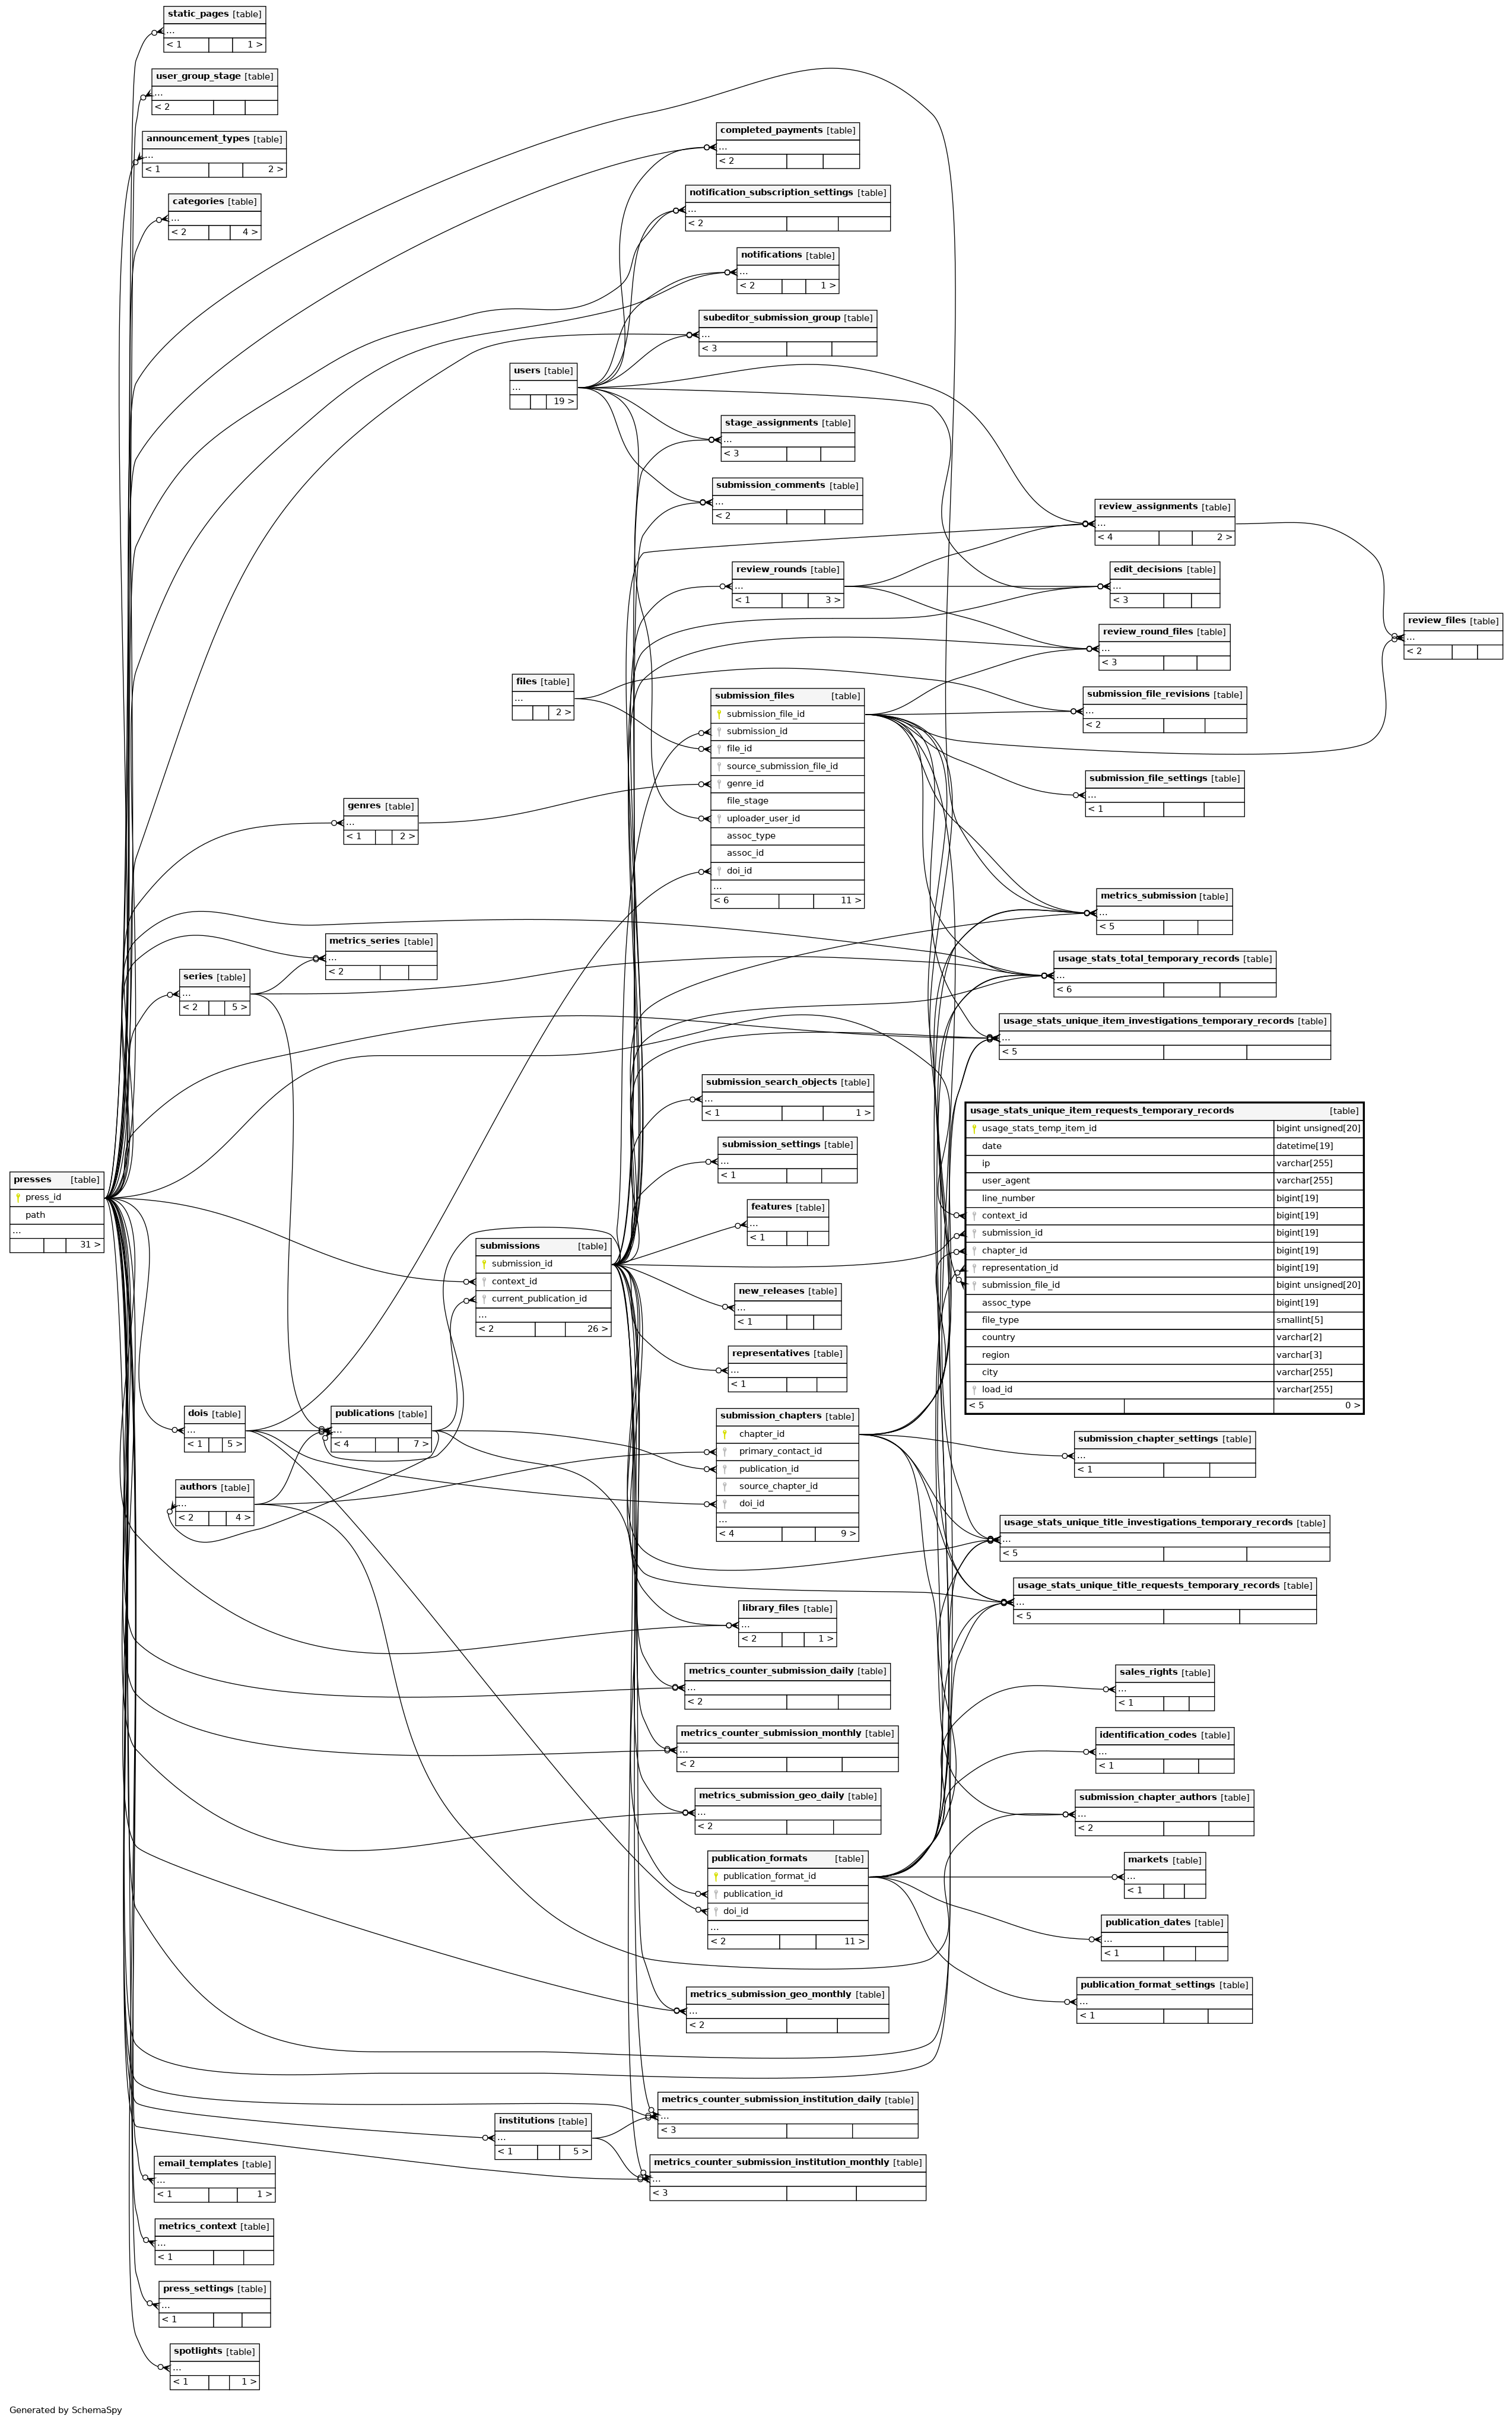 static_pages [table]
...
< 1 1 >
user_group_stage [table]
...
< 2
announcement_types [table]
...
< 1 2 >
categories [table]
...
< 2 4 >
completed_payments [table]
...
< 2
notification_subscription_settings [table]
...
< 2
notifications [table]
...
< 2 1 >
subeditor_submission_group [table]
...
< 3
users [table]
...
19 >
stage_assignments [table]
...
< 3
submission_comments [table]
...
< 2
review_assignments [table]
...
< 4 2 >
review_rounds [table]
...
< 1 3 >
edit_decisions [table]
...
< 3
review_files [table]
...
< 2
review_round_files [table]
...
< 3
files [table]
...
2 >
submission_files [table]
submission_file_id
submission_id
file_id
source_submission_file_id
genre_id
file_stage
uploader_user_id
assoc_type
assoc_id
doi_id
...
< 6 11 >
submission_file_revisions [table]
...
< 2
submission_file_settings [table]
...
< 1
genres [table]
...
< 1 2 >
metrics_submission [table]
...
< 5
metrics_series [table]
...
< 2
series [table]
...
< 2 5 >
usage_stats_total_temporary_records [table]
...
< 6
usage_stats_unique_item_investigations_temporary_records [table]
...
< 5
submission_search_objects [table]
...
< 1 1 >
usage_stats_unique_item_requests_temporary_records [table]
usage_stats_temp_item_id bigint unsigned[20]
date datetime[19]
ip varchar[255]
user_agent varchar[255]
line_number bigint[19]
context_id bigint[19]
submission_id bigint[19]
chapter_id bigint[19]
representation_id bigint[19]
submission_file_id bigint unsigned[20]
assoc_type bigint[19]
file_type smallint[5]
country varchar[2]
region varchar[3]
city varchar[255]
load_id varchar[255]
< 5 0 >
submission_settings [table]
...
< 1
presses [table]
press_id
path
...
31 >
features [table]
...
< 1
submissions [table]
submission_id
context_id
current_publication_id
...
< 2 26 >
new_releases [table]
...
< 1
representatives [table]
...
< 1
dois [table]
...
< 1 5 >
publications [table]
...
< 4 7 >
submission_chapters [table]
chapter_id
primary_contact_id
publication_id
source_chapter_id
doi_id
...
< 4 9 >
submission_chapter_settings [table]
...
< 1
authors [table]
...
< 2 4 >
usage_stats_unique_title_investigations_temporary_records [table]
...
< 5
usage_stats_unique_title_requests_temporary_records [table]
...
< 5
library_files [table]
...
< 2 1 >
metrics_counter_submission_daily [table]
...
< 2
sales_rights [table]
...
< 1
metrics_counter_submission_monthly [table]
...
< 2
identification_codes [table]
...
< 1
metrics_submission_geo_daily [table]
...
< 2
submission_chapter_authors [table]
...
< 2
publication_formats [table]
publication_format_id
publication_id
doi_id
...
< 2 11 >
markets [table]
...
< 1
publication_dates [table]
...
< 1
publication_format_settings [table]
...
< 1
metrics_submission_geo_monthly [table]
...
< 2
metrics_counter_submission_institution_daily [table]
...
< 3
institutions [table]
...
< 1 5 >
metrics_counter_submission_institution_monthly [table]
...
< 3
email_templates [table]
...
< 1 1 >
metrics_context [table]
...
< 1
press_settings [table]
...
< 1
spotlights [table]
...
< 1 1 >
Generated by SchemaSpy